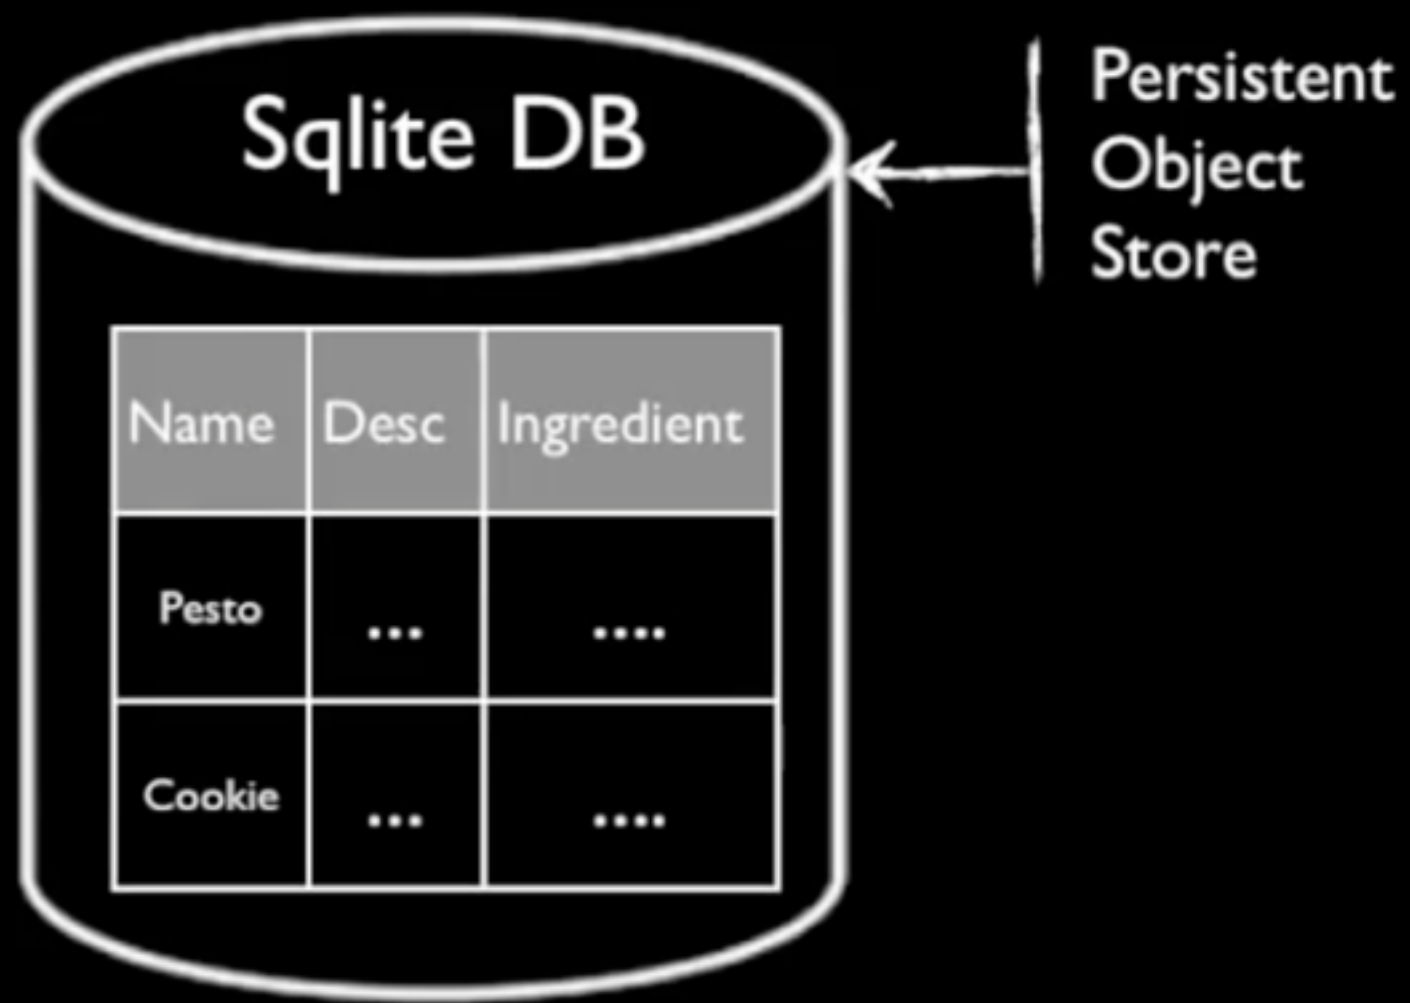 Sqlite DB
Persistent
Object
Store
Name Desc Ingredient
Pesto ... ....
Cookie ... ....